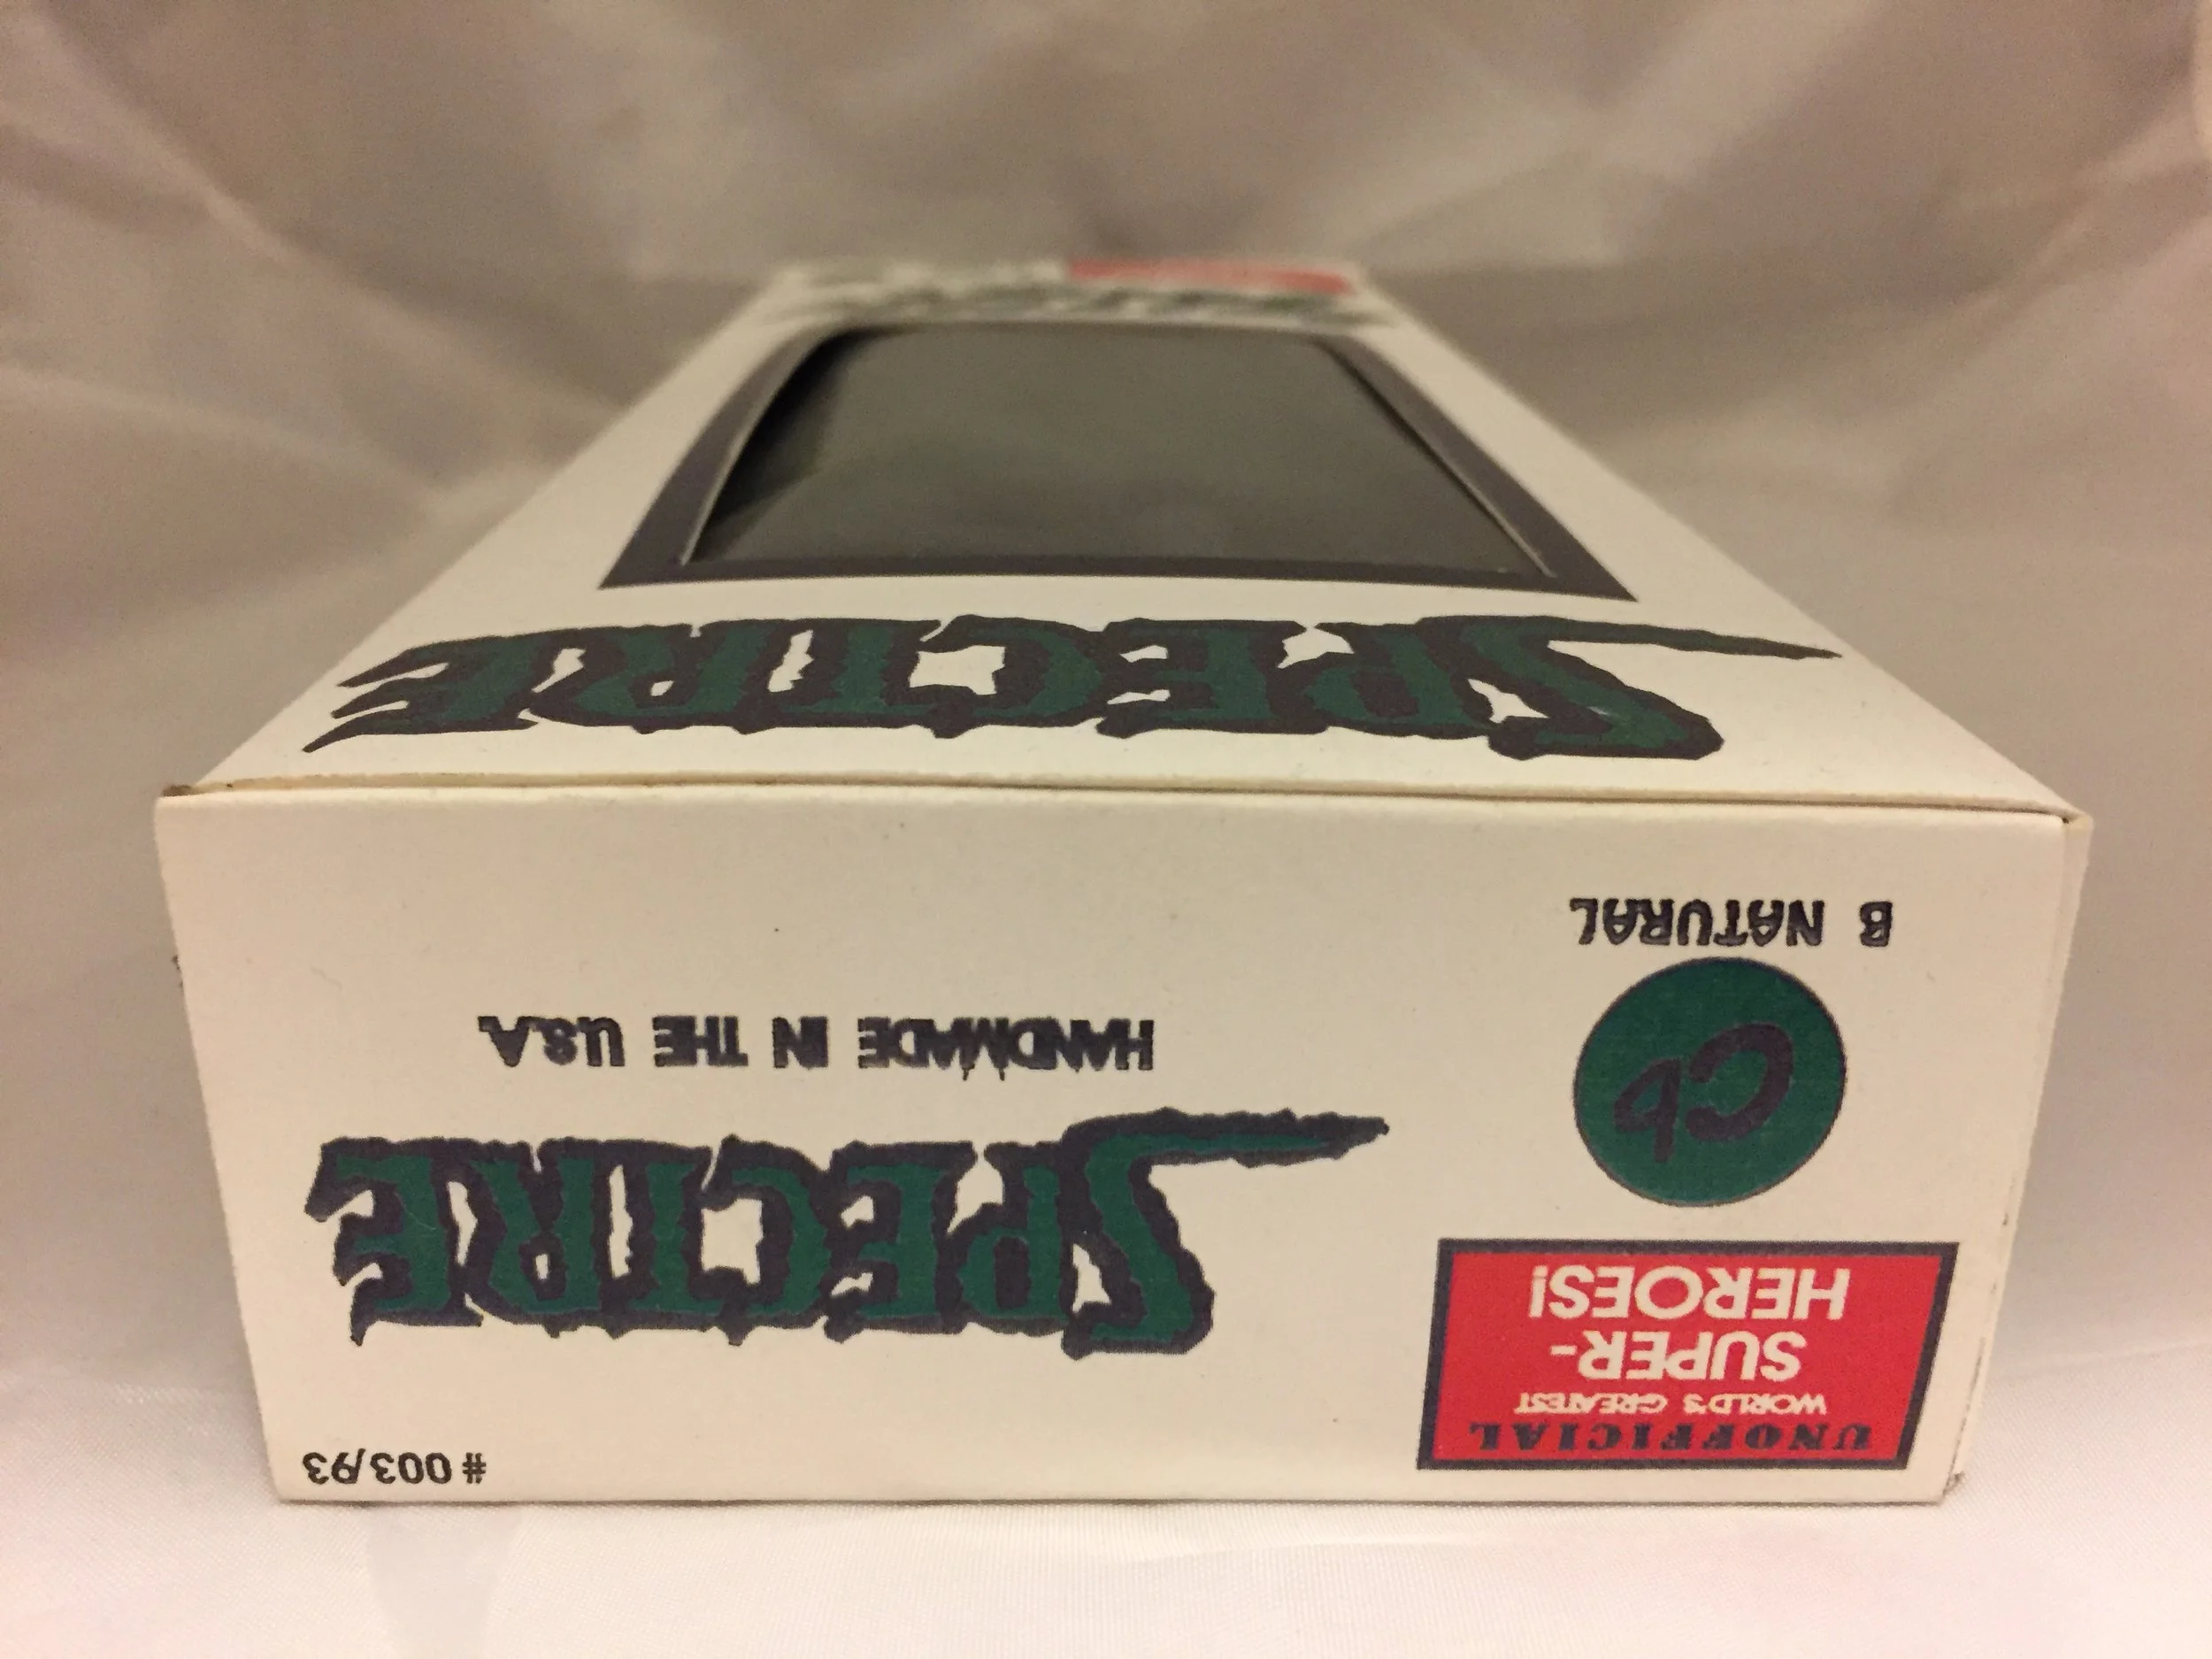 SPECTRE
# 003/93
UNOFFICIAL
WORLD'S GREATEST
SUPER-
HEROES!
SPECTRE
Cb
HANDMADE IN THE U.S.A
B NATURAL